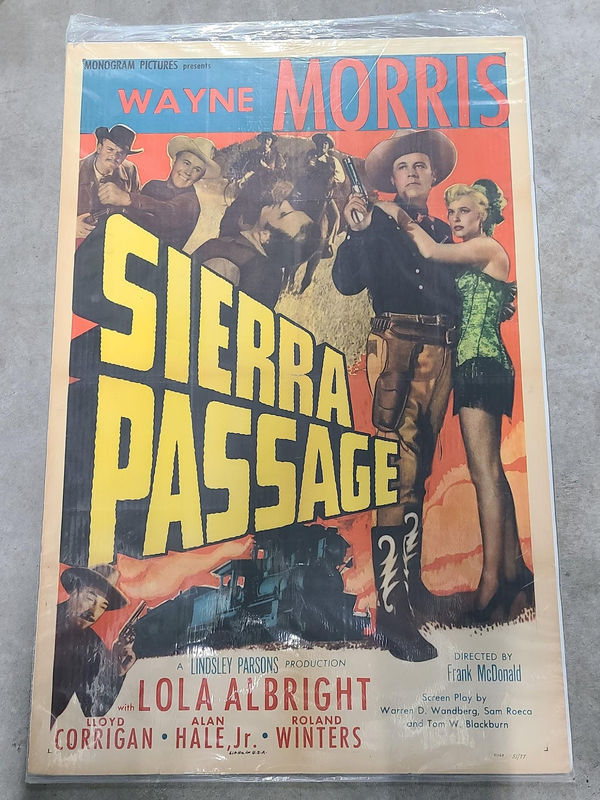 MONOGRAM PICTURES presents
WAYNE MORRIS
SIERRA
PASSAGE
A LINDSLEY PARSONS PRODUCTION
with LOLA ALBRIGHT
LLOYD CORRIGAN • ALAN HALE, Jr. • ROLAND WINTERS
DIRECTED BY
Frank McDonald
Screen Play by
Warren D. Wandberg, Sam Roeca
and Tom W. Blackburn